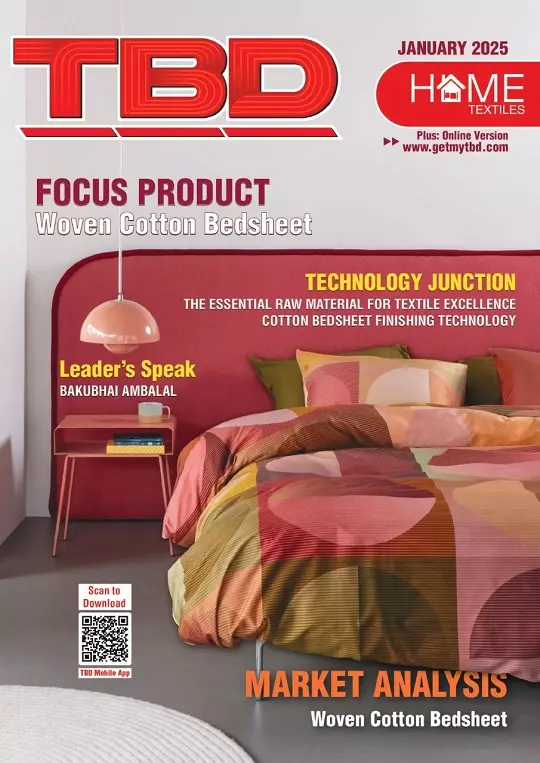 TBD
JANUARY 2025
HOME
TEXTILES
Plus: Online Version
www.getmytbd.com
FOCUS PRODUCT
Woven Cotton Bedsheet
TECHNOLOGY JUNCTION
THE ESSENTIAL RAW MATERIAL FOR TEXTILE EXCELLENCE
COTTON BEDSHEET FINISHING TECHNOLOGY
Leader's Speak
BAKUBHAI AMBALAL
Scan to
Download
TBD Mobile App
MARKET ANALYSIS
Woven Cotton Bedsheet